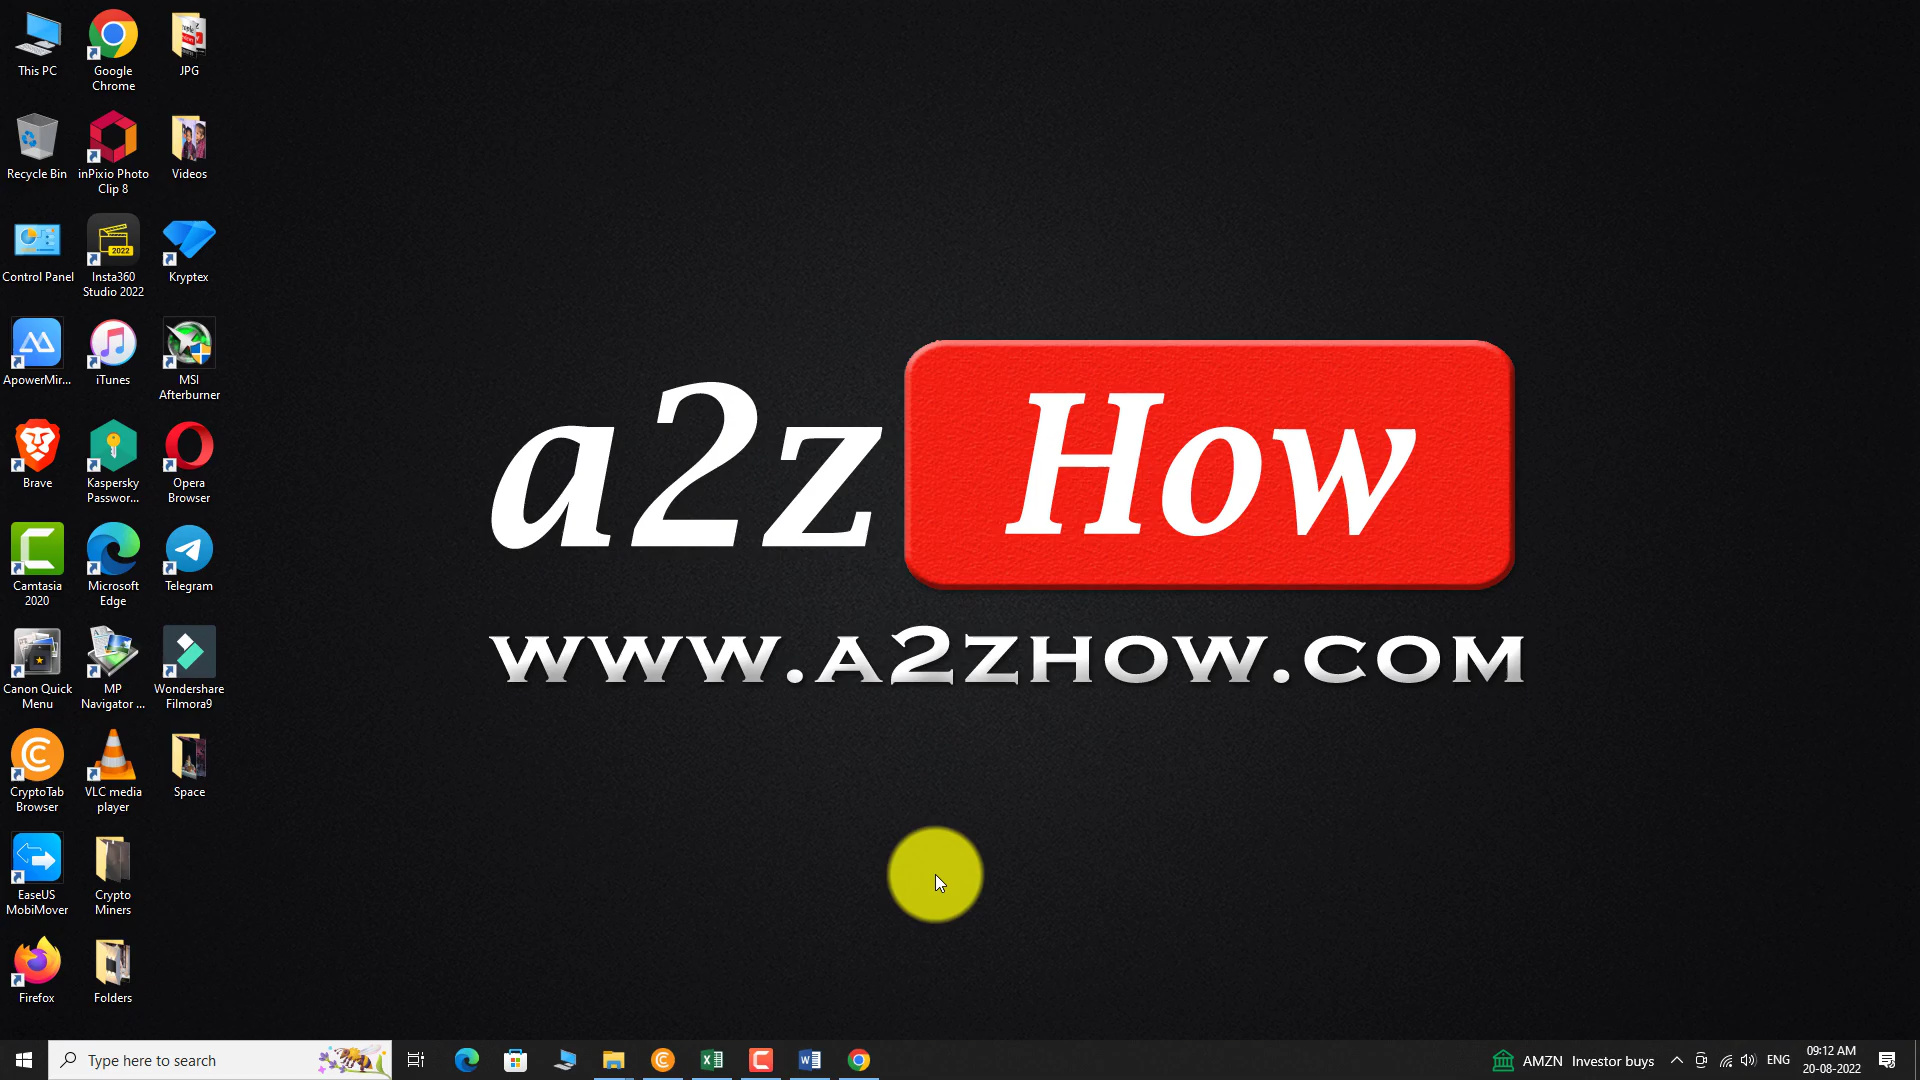 This PC
Google
Chrome
JPG
Recycle Bin
inPixio Photo
Clip 8
Videos
Control Panel
2022
Insta360
Studio 2022
Kryptex
ApowerMir...
iTunes
MSI
Afterburner
Brave
Kaspersky
Passwor...
Opera
Browser
Camtasia
2020
Microsoft
Edge
Telegram
Canon Quick
Menu
MP
Navigator ...
Wondershare
Filmora9
CryptoTab
Browser
VLC media
player
Space
EaseUS
MobiMover
Crypto
Miners
Firefox
Folders
a2z How
www.a2zhow.com
Type here to search
AMZN Investor buys
ENG
09:12 AM
20-08-2022